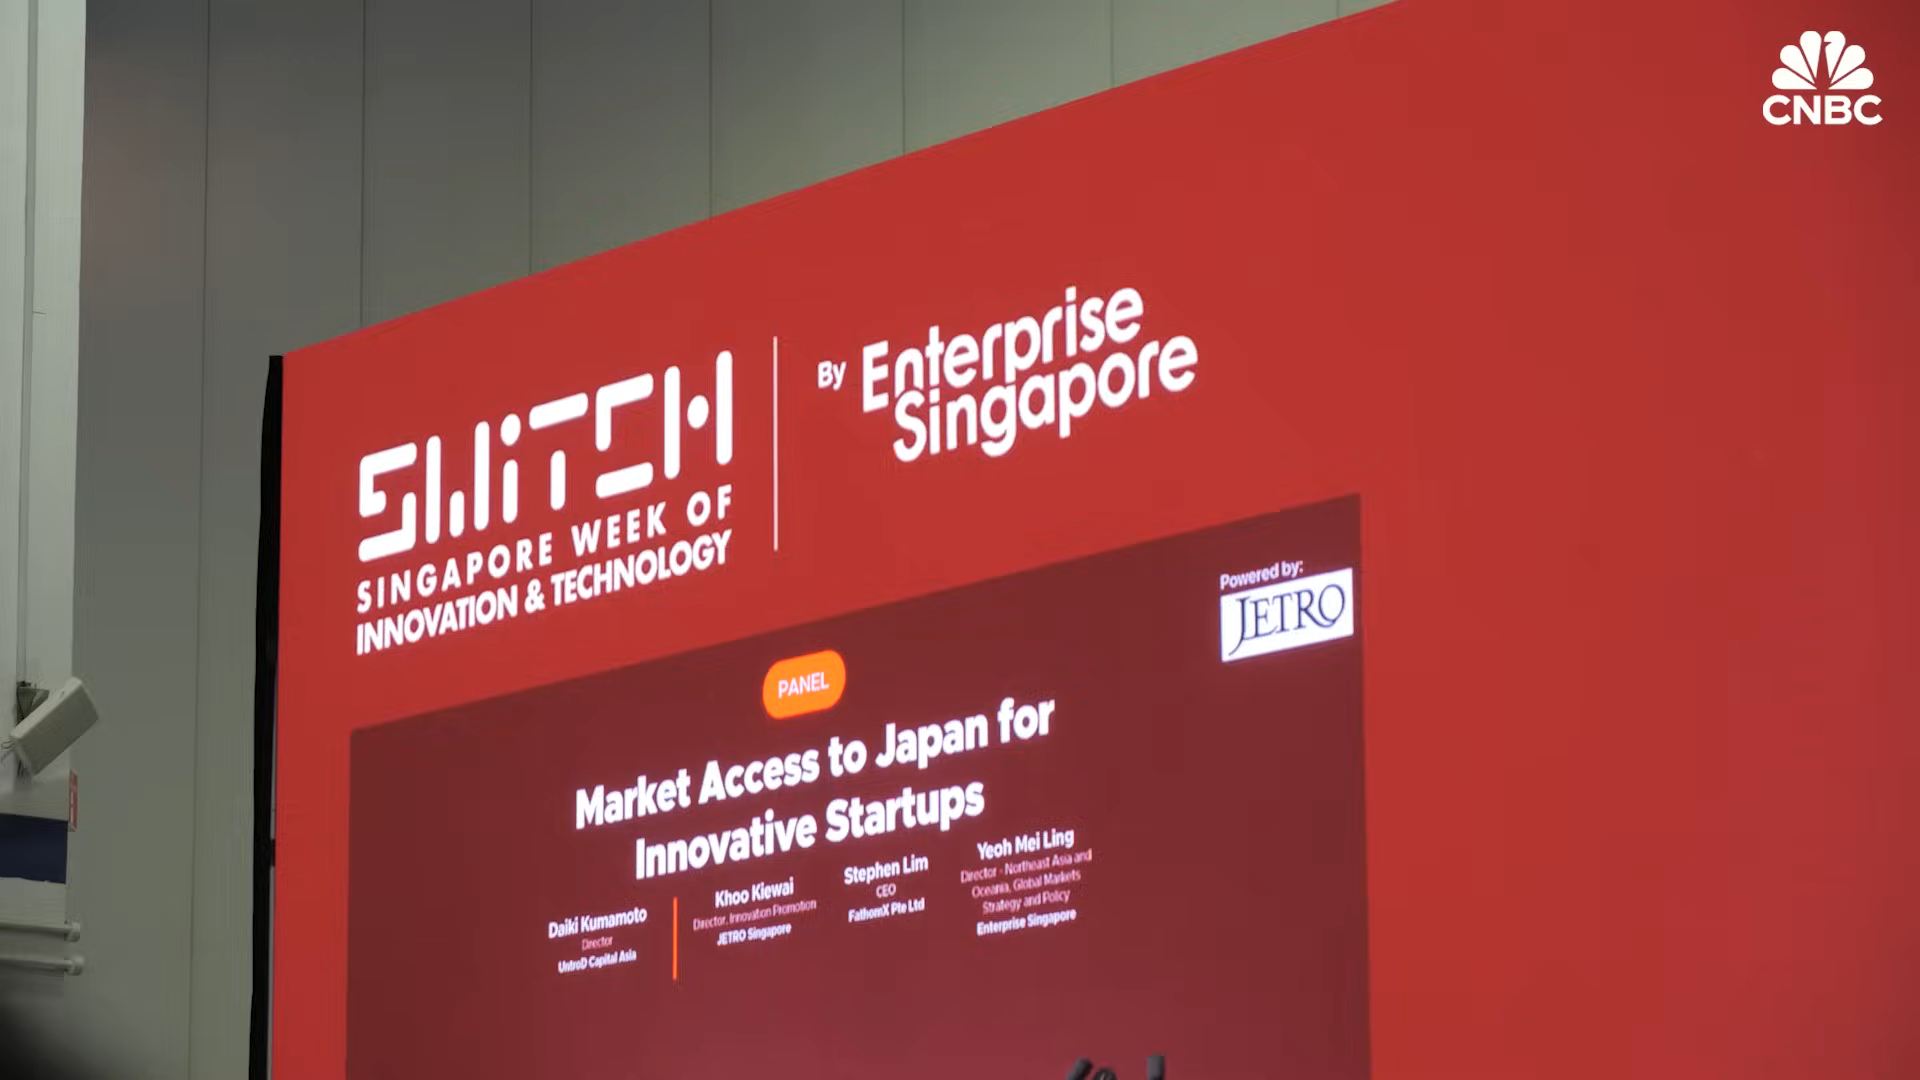 CNBC
SWITCH
SINGAPORE WEEK OF
INNOVATION & TECHNOLOGY
By Enterprise
Singapore
Powered by:
JETRO
PANEL
Market Access to Japan for
Innovative Startups
Daiki Kumamoto
Director
UntroD Capital Asia
Khoo Kiewai
Director, Innovation Promotion
JETRO Singapore
Stephen Lim
CEO
FathomX Pte Ltd
Yeoh Mei Ling
Director - Northeast Asia and
Oceania, Global Markets
Strategy and Policy
Enterprise Singapore